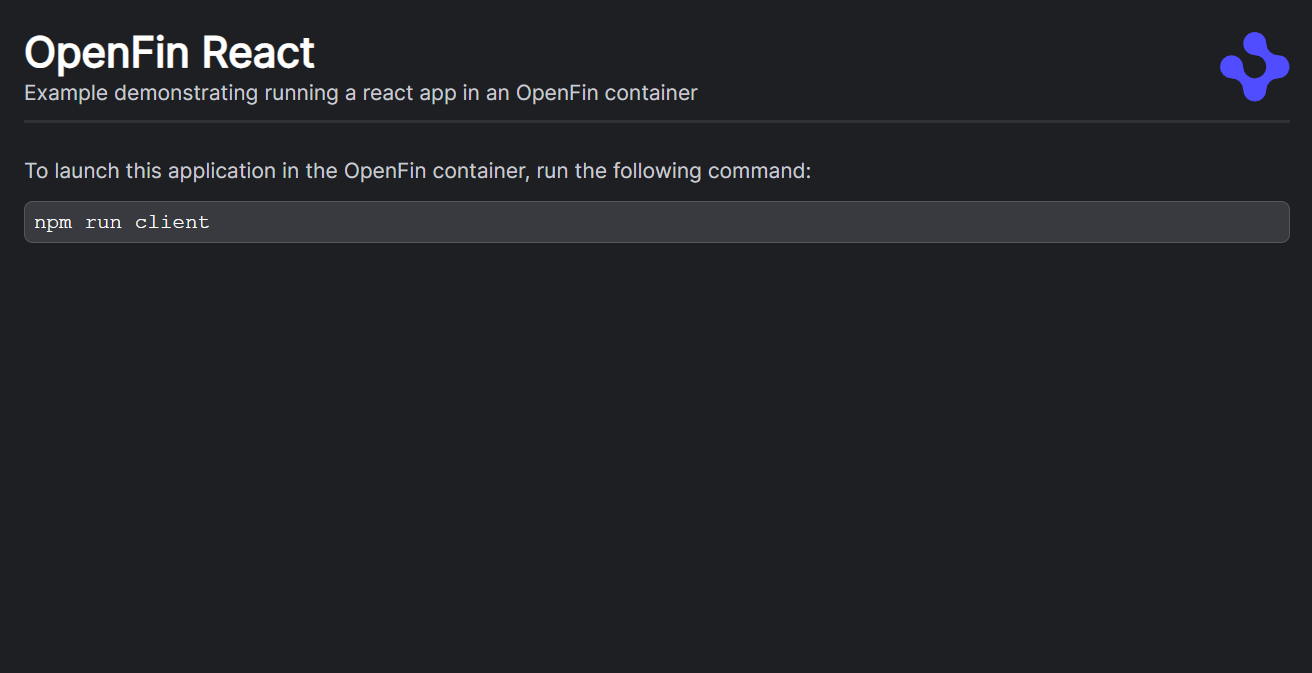 OpenFin React
Example demonstrating running a react app in an OpenFin container
To launch this application in the OpenFin container, run the following command:
npm run client